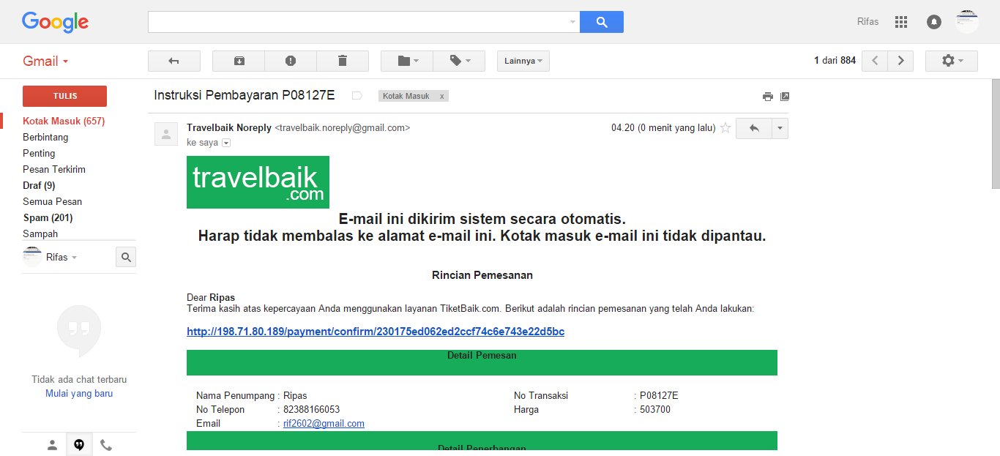 Google
Rifas
Gmail
Lainnya
1 dari 884
TULIS
Instruksi Pembayaran P08127E
Kotak Masuk x
Kotak Masuk (657)
Berbintang
Penting
Pesan Terkirim
Draf (9)
Semua Pesan
Spam (201)
Sampah
Rifas
Tidak ada chat terbaru
Mulai yang baru
Travelbaik Noreply <travelbaik.noreply@gmail.com>
04.20 (0 menit yang lalu)
ke saya
travelbaik
.com
E-mail ini dikirim sistem secara otomatis.
Harap tidak membalas ke alamat e-mail ini. Kotak masuk e-mail ini tidak dipantau.
Rincian Pemesanan
Dear Ripas
Terima kasih atas kepercayaan Anda menggunakan layanan TiketBaik.com. Berikut adalah rincian pemesanan yang telah Anda lakukan:
http://198.71.80.189/payment/confirm/230175ed062ed2ccf74c6e743e22d5bc
Detail Pemesan
Nama Penumpang : Ripas No Transaksi : P08127E
No Telepon : 82388166053 Harga : 503700
Email : rif2602@gmail.com
Detail Penerbangan